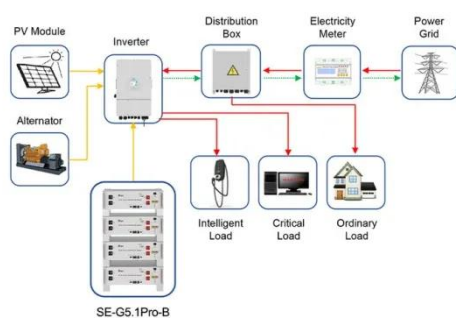 PV Module
Inverter
Distribution
Box
Electricity
Meter
Power
Grid
Alternator
Intelligent
Load
Critical
Load
Ordinary
Load
SE-G5.1Pro-B